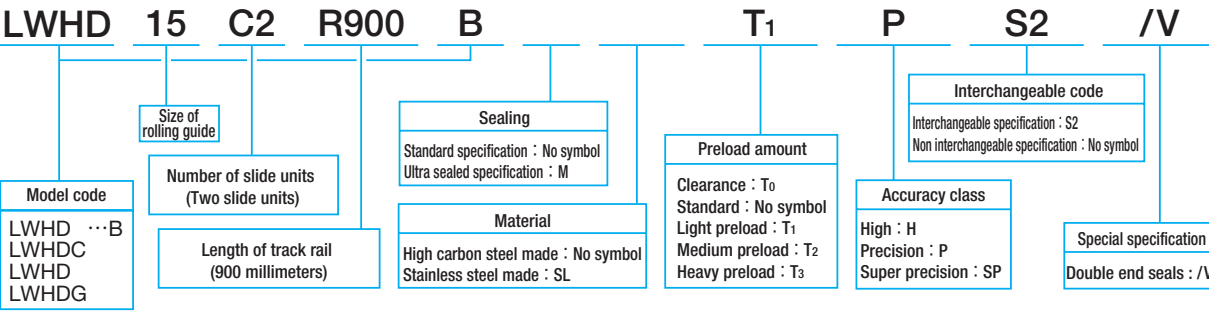 LWHD 15 C2 R900 B T1 P S2 /V
Size of
rolling guide
Model code
LWHD …B
LWHDC
LWHD
LWHDG
Number of slide units
(Two slide units)
Length of track rail
(900 millimeters)
Sealing
Standard specification : No symbol
Ultra sealed specification : M
Material
High carbon steel made : No symbol
Stainless steel made : SL
Preload amount
Clearance : T0
Standard : No symbol
Light preload : T1
Medium preload : T2
Heavy preload : T3
Interchangeable code
Interchangeable specification : S2
Non interchangeable specification : No symbol
Accuracy class
High : H
Precision : P
Super precision : SP
Special specification
Double end seals : /V